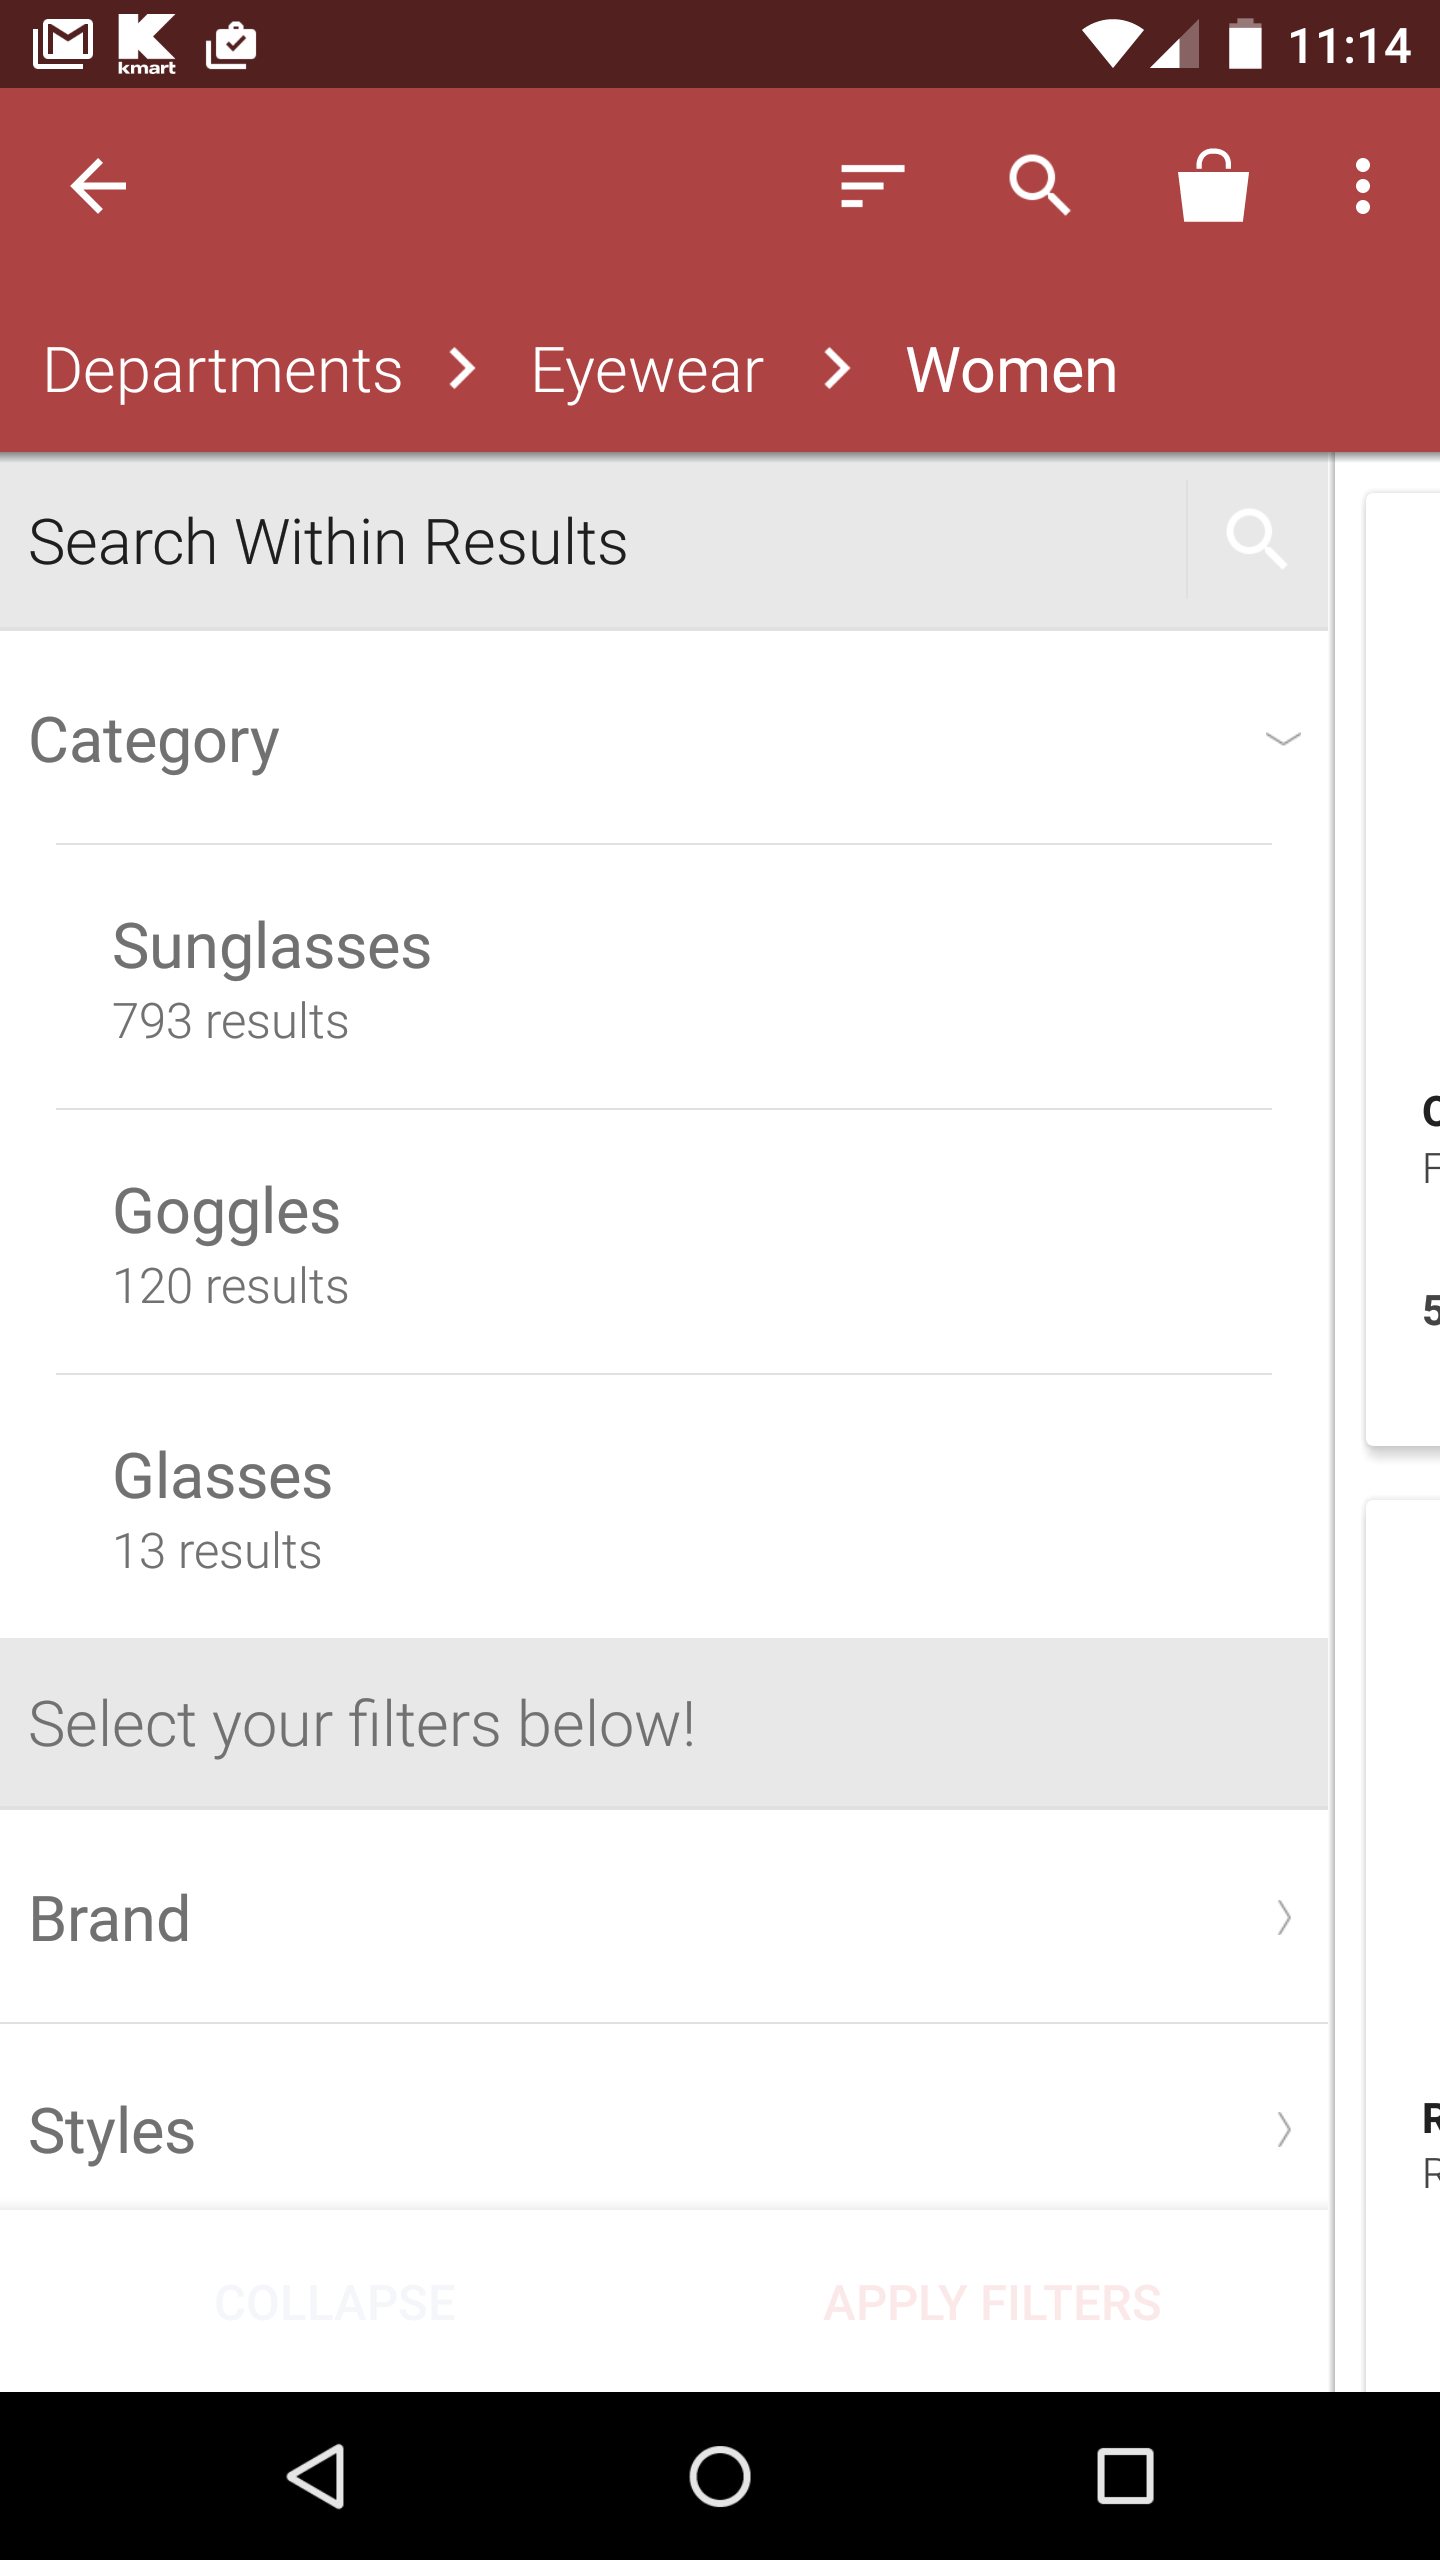 kmart
11:14
Departments Eyewear Women
Search Within Results
Category
Sunglasses
793 results
Goggles
120 results
Glasses
13 results
Select your filters below!
Brand
Styles
COLLAPSE APPLY FILTERS